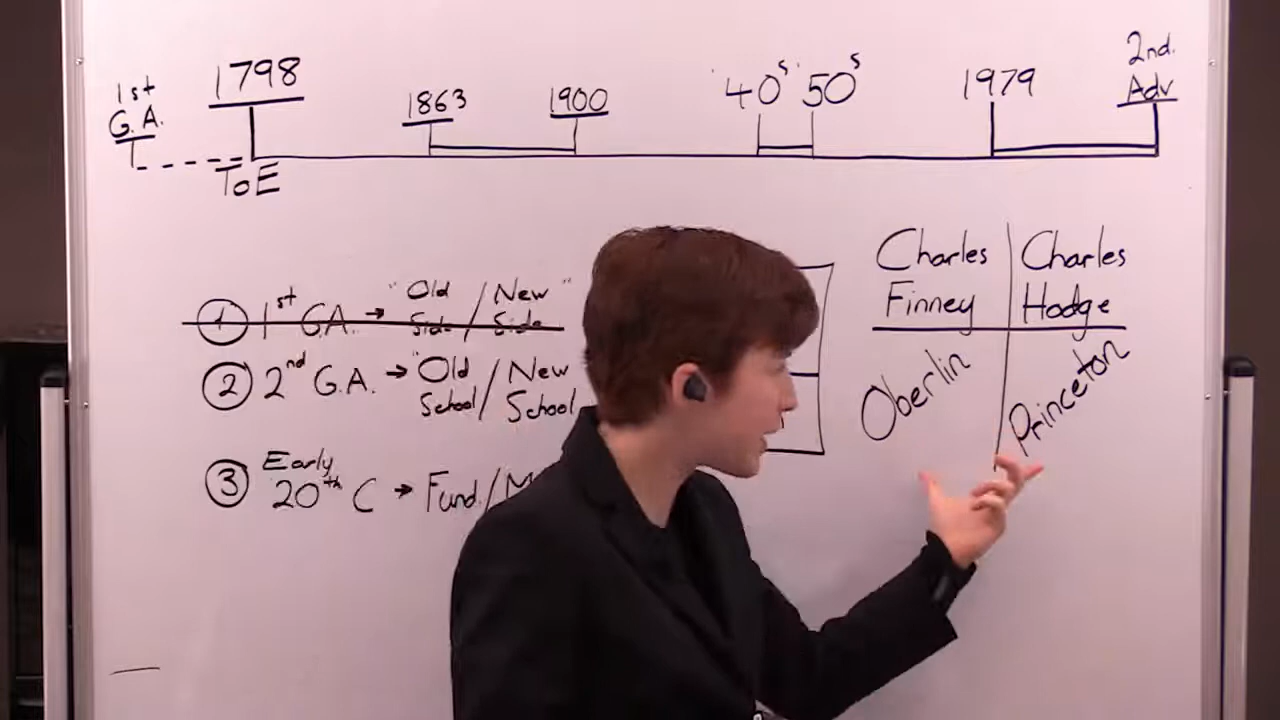 1st
G.A.
1798
1863
1900
'40s '50s
1979
2nd.
Adv
ToE
① 1st G.A. → "Old / New "
Side / Side
② 2nd G.A. → "Old / New
School / School
③ Early
20th C → Fund. / M
Charles
Finney
Charles
Hodge
Oberlin
Princeton